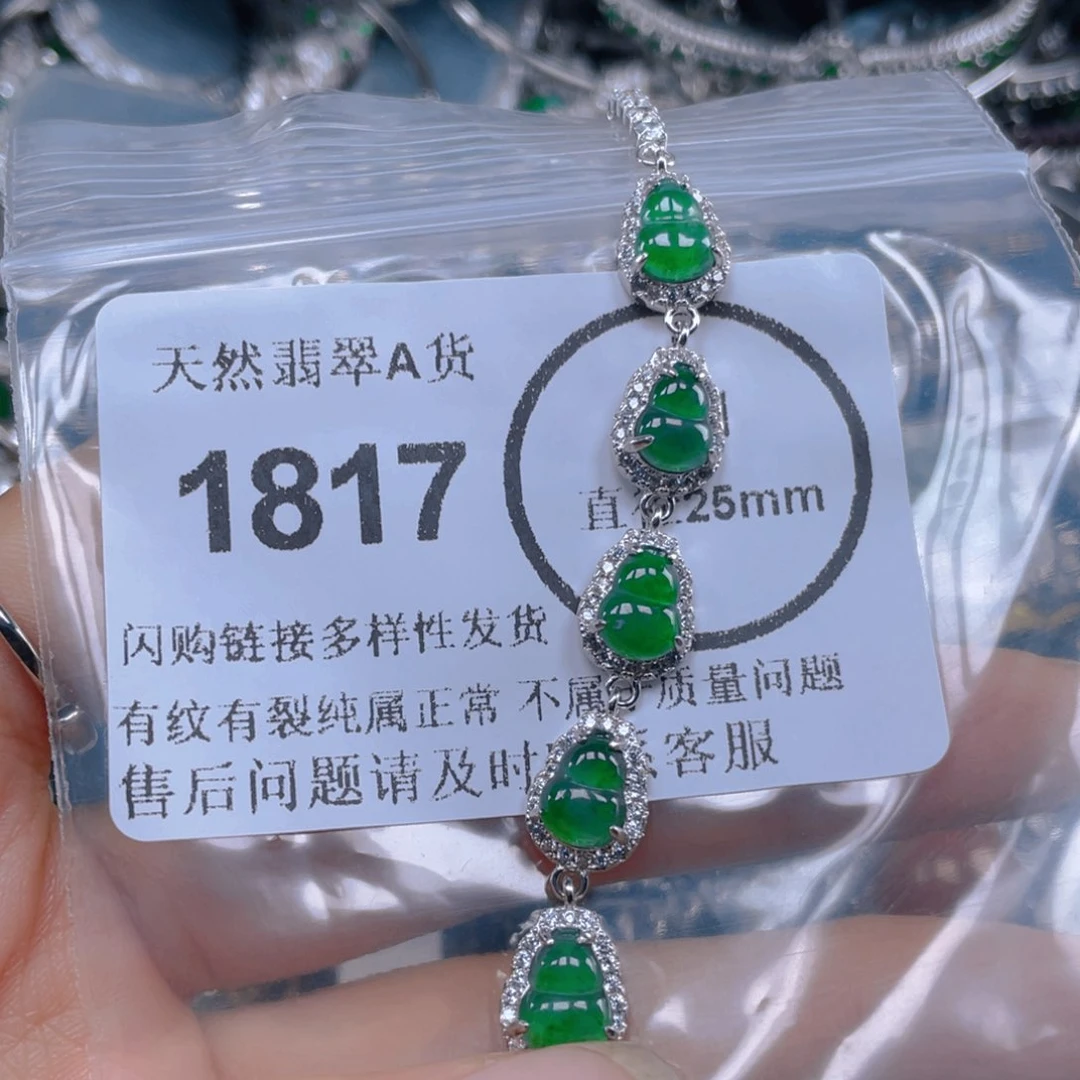 天然翡翠A货
1817
直 25mm
闪购链接多样性发货
有纹有裂纯属正常 不属 质量问题
售后问题请及时 客服